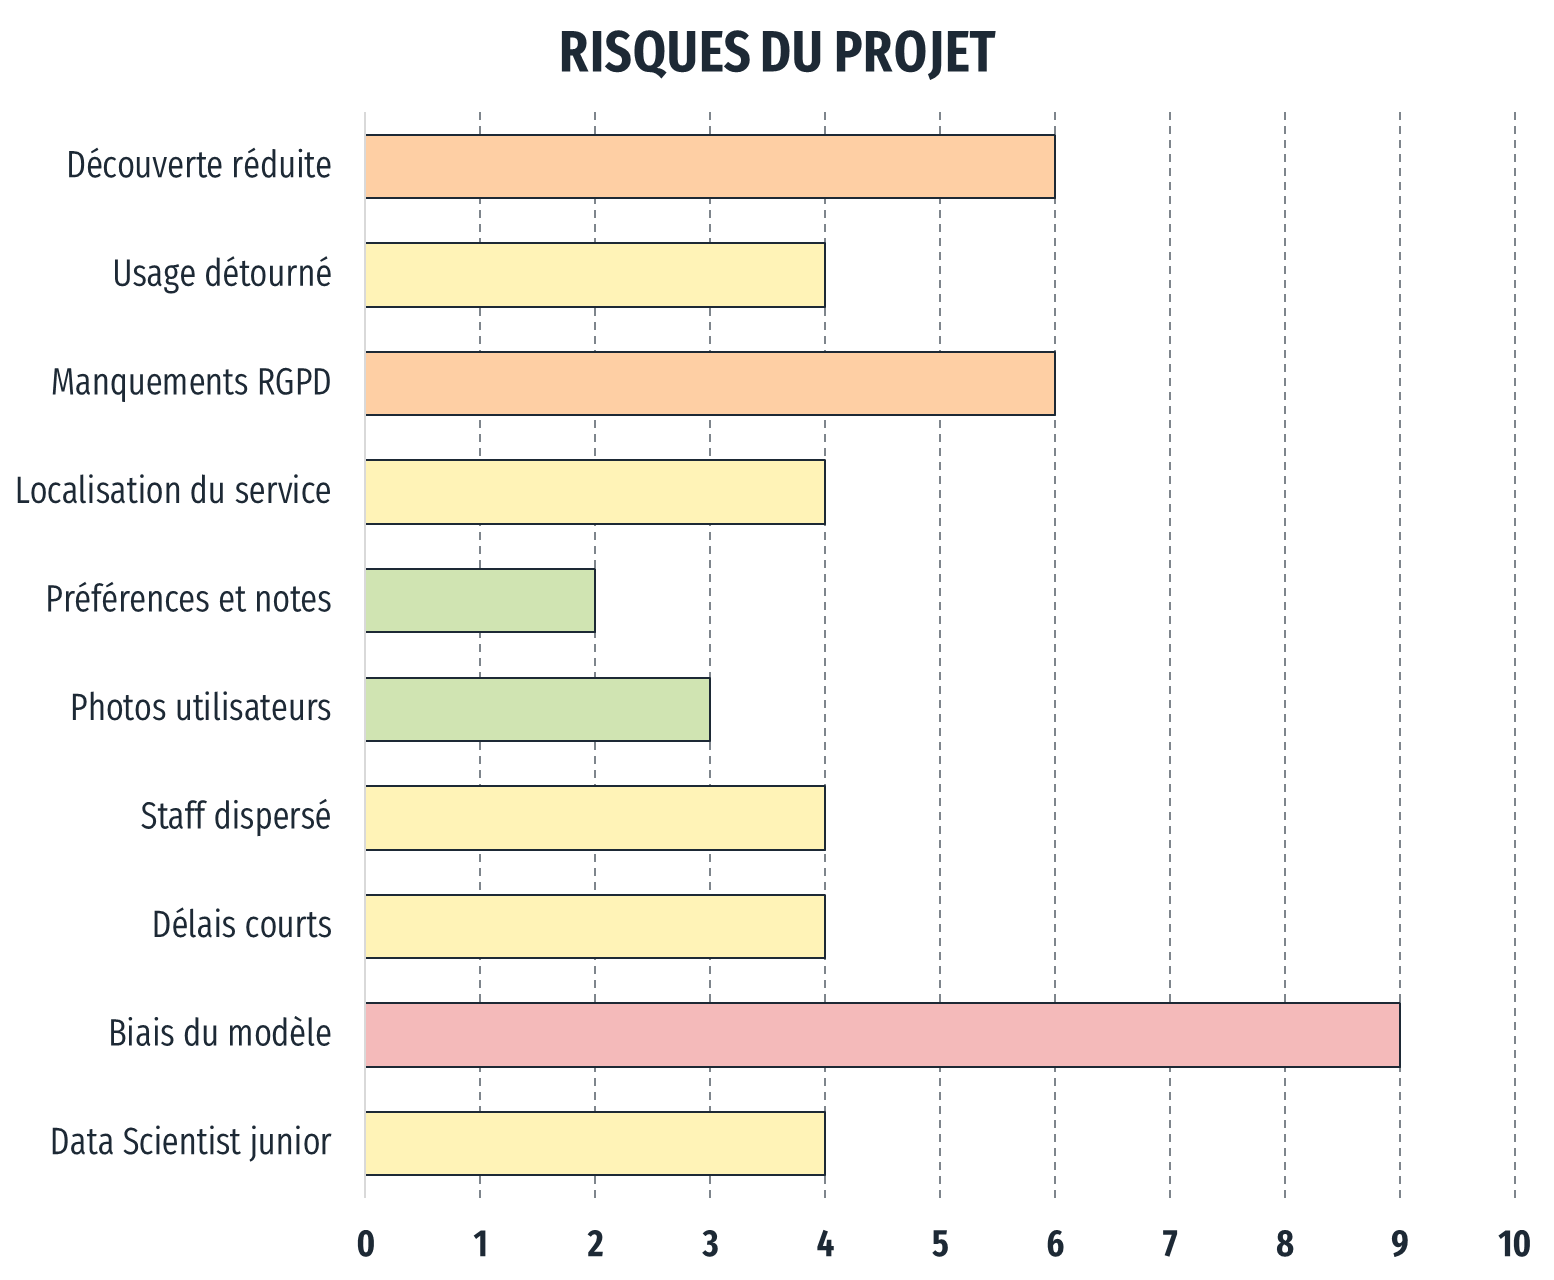 RISQUES DU PROJET
Découverte réduite
Usage détourné
Manquements RGPD
Localisation du service
Préférences et notes
Photos utilisateurs
Staff dispersé
Délais courts
Biais du modèle
Data Scientist junior
0 1 2 3 4 5 6 7 8 9 10